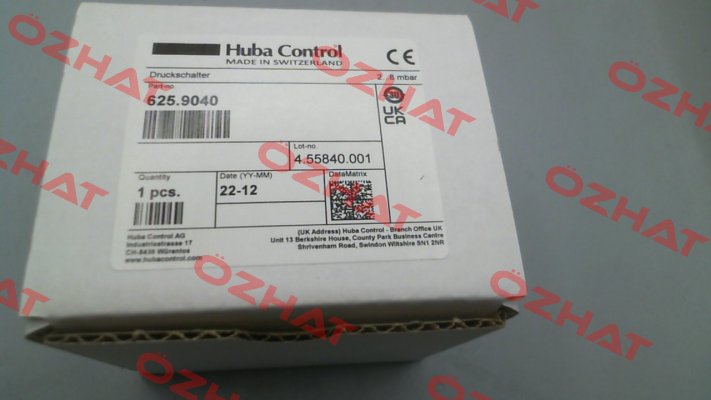 Huba Control
MADE IN SWITZERLAND
CE
Druckschalter
mbar
Part-no.
625.9040
UK
CA
Lot-no.
4.55840.001
Quantity
1 pcs.
Date (YY-MM)
22-12
DataMatrix
Huba Control AG
Industriestrasse 17
CH-5436 Würenlos
www.hubacontrol.com
(UK Address) Huba Control - Branch Office UK
Unit 13 Berkshire House, County Park Business Centre
Shrivenham Road, Swindon Wiltshire SN1 2NR
ÖZHAT
ÖZHAT
ÖZHAT
ÖZHAT
ÖZHAT
ÖZHAT
ÖZHAT
ÖZHAT
ÖZHAT